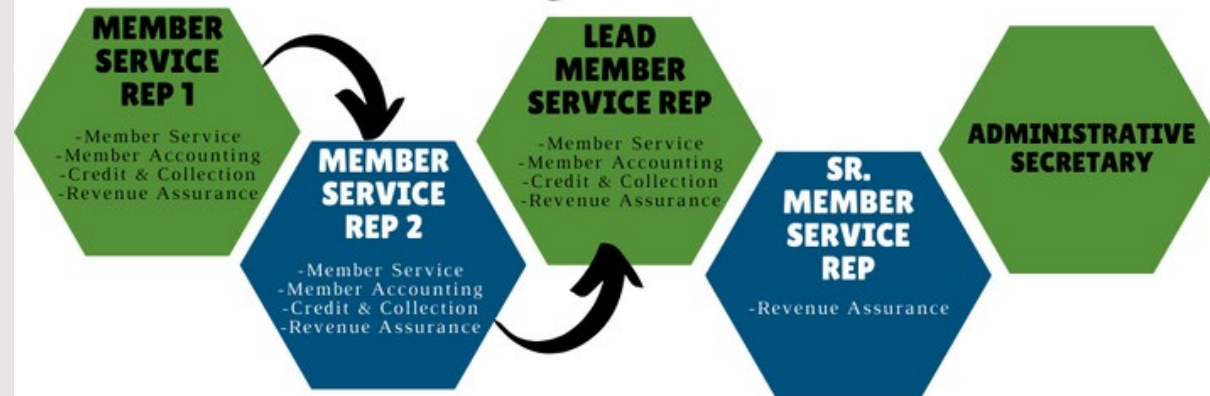 MEMBER
SERVICE
REP 1
-Member Service
-Member Accounting
-Credit & Collection
-Revenue Assurance
MEMBER
SERVICE
REP 2
-Member Service
-Member Accounting
-Credit & Collection
-Revenue Assurance
LEAD
MEMBER
SERVICE REP
-Member Service
-Member Accounting
-Credit & Collection
-Revenue Assurance
SR.
MEMBER
SERVICE
REP
-Revenue Assurance
ADMINISTRATIVE
SECRETARY